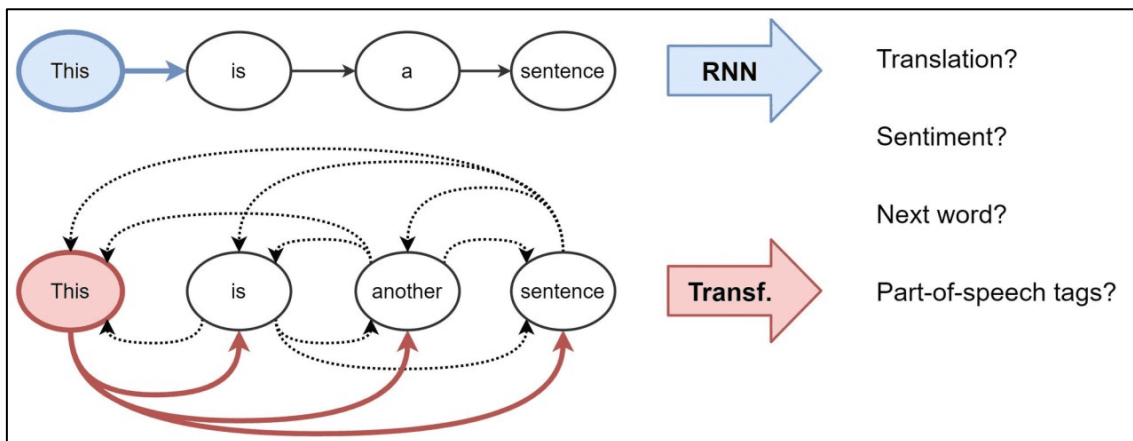 This is a sentence
RNN
Translation?
Sentiment?
Next word?
This is another sentence
Transf.
Part-of-speech tags?